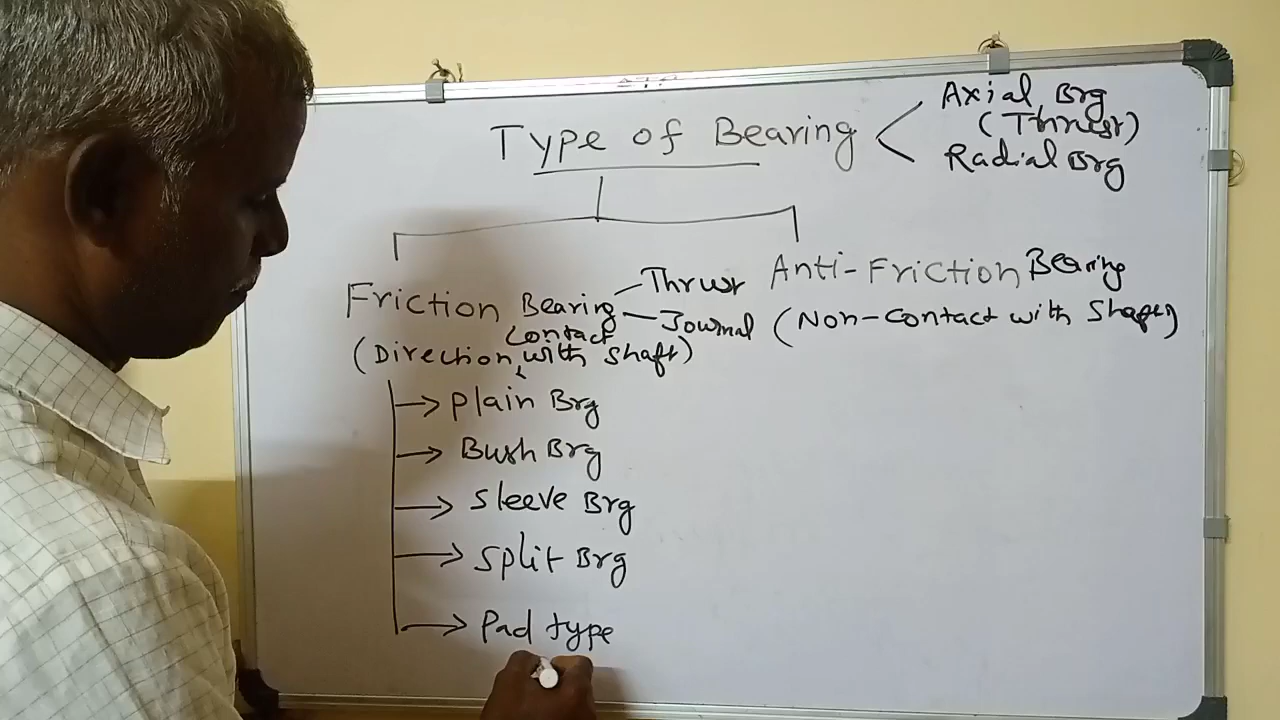 Type of Bearing
Axial Brg
(Thrust)
Radial Brg
Friction Bearing
Thrust
Journal
contact
(Direction, with shaft)
Anti-Friction Bearing
(Non-Contact with Shaft)
Plain Brg
Bush Brg
Sleeve Brg
Split Brg
Pad type